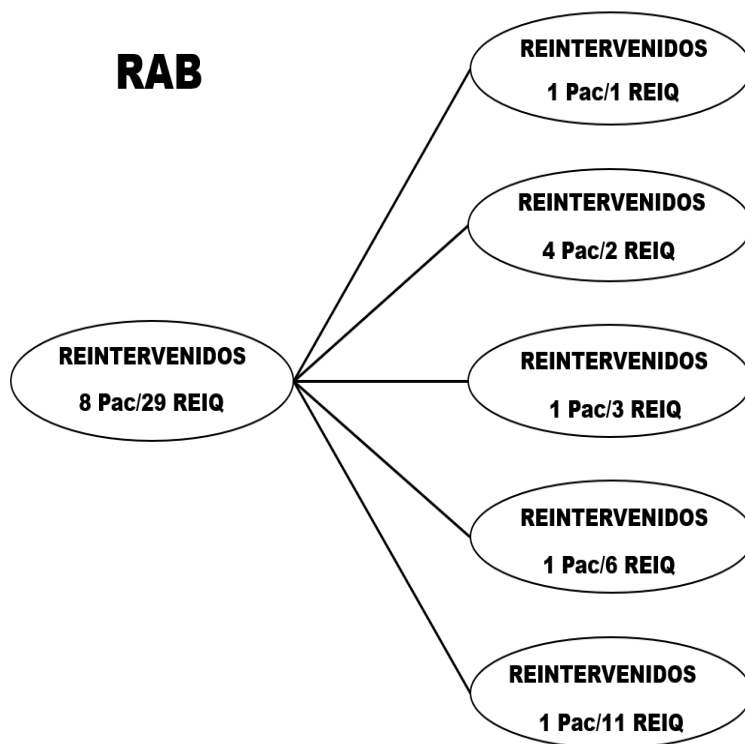 RAB
REINTERVENIDOS
8 Pac/29 REIQ
REINTERVENIDOS
1 Pac/1 REIQ
REINTERVENIDOS
4 Pac/2 REIQ
REINTERVENIDOS
1 Pac/3 REIQ
REINTERVENIDOS
1 Pac/6 REIQ
REINTERVENIDOS
1 Pac/11 REIQ